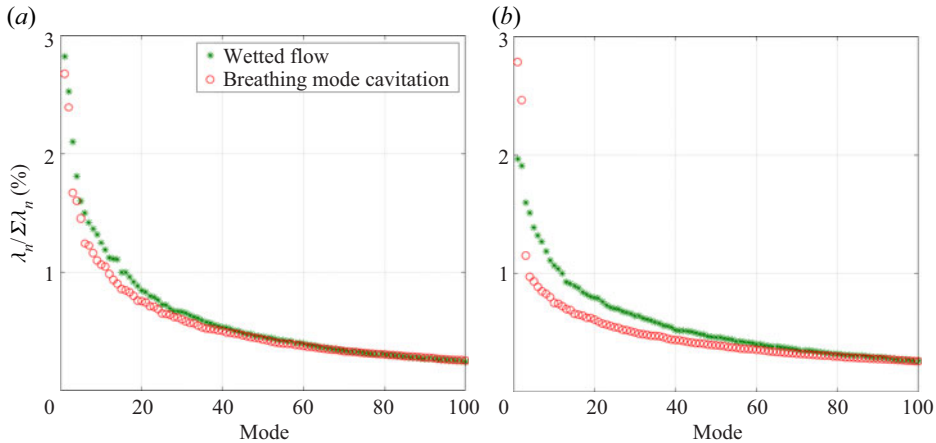 (a)
(b)
3
2
1
0
20
40
60
80
100
Mode
λn/Σλn (%)
Wetted flow
Breathing mode cavitation
3
2
1
0
20
40
60
80
100
Mode